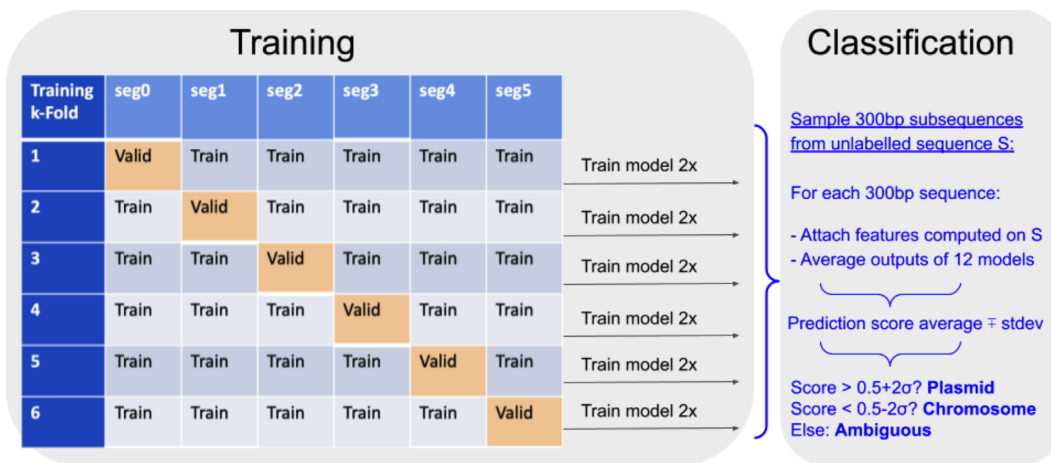 Training
Training k-Fold seg0 seg1 seg2 seg3 seg4 seg5
1 Valid Train Train Train Train Train Train model 2x
2 Train Valid Train Train Train Train Train model 2x
3 Train Train Valid Train Train Train Train model 2x
4 Train Train Train Valid Train Train Train model 2x
5 Train Train Train Train Valid Train Train model 2x
6 Train Train Train Train Train Valid Train model 2x
Classification
Sample 300bp subsequences
from unlabelled sequence S:
For each 300bp sequence:
- Attach features computed on S
- Average outputs of 12 models
Prediction score average ∓ stdev
Score > 0.5+2σ? Plasmid
Score < 0.5-2σ? Chromosome
Else: Ambiguous